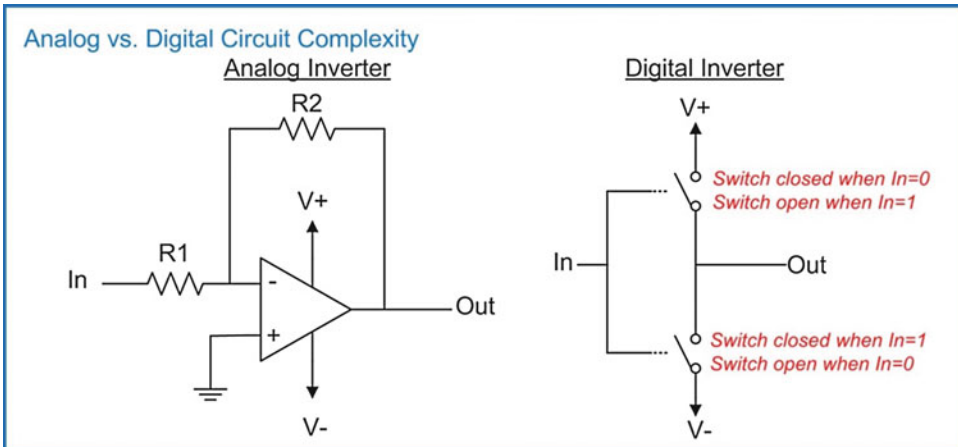 Analog vs. Digital Circuit Complexity
Analog Inverter
R2
V+
R1
In
-
+
Out
V-
Digital Inverter
V+
Switch closed when In=0
Switch open when In=1
In
Out
Switch closed when In=1
Switch open when In=0
V-